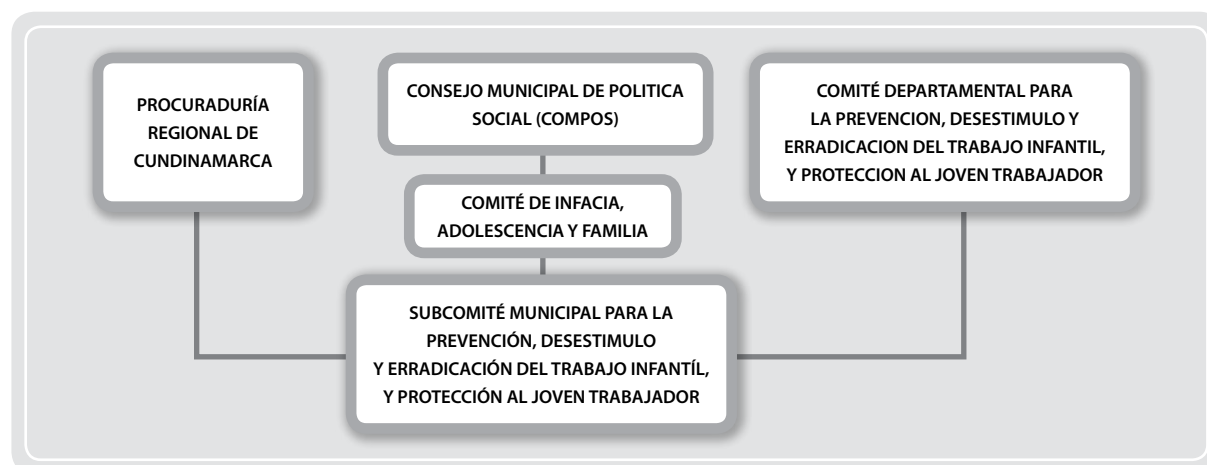 PROCURADURÍA
REGIONAL DE
CUNDINAMARCA
CONSEJO MUNICIPAL DE POLITICA
SOCIAL (COMPOS)
COMITÉ DEPARTAMENTAL PARA
LA PREVENCION, DESESTIMULO Y
ERRADICACION DEL TRABAJO INFANTIL,
Y PROTECCION AL JOVEN TRABAJADOR
COMITÉ DE INFACIA,
ADOLESCENCIA Y FAMILIA
SUBCOMITÉ MUNICIPAL PARA LA
PREVENCIÓN, DESESTIMULO
Y ERRADICACIÓN DEL TRABAJO INFANTÍL,
Y PROTECCIÓN AL JOVEN TRABAJADOR